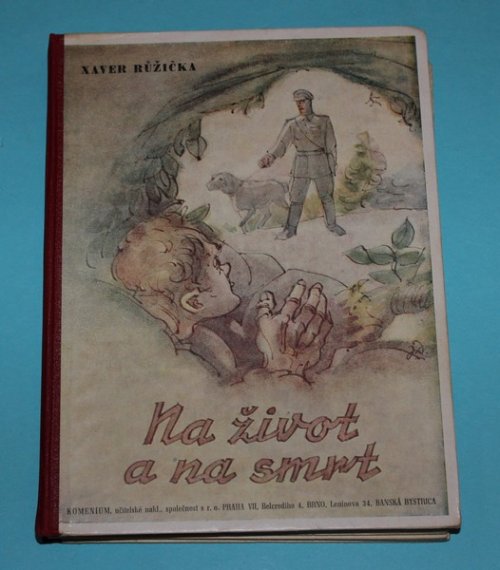 XAVER RŮŽIČKA
Na život
a na smrt
KOMENIUM, učitelské nakl., společnost s r. o. PRAHA VII, Belcrediho 4, BRNO, Leninova 34, BANSKÁ BYSTRICA